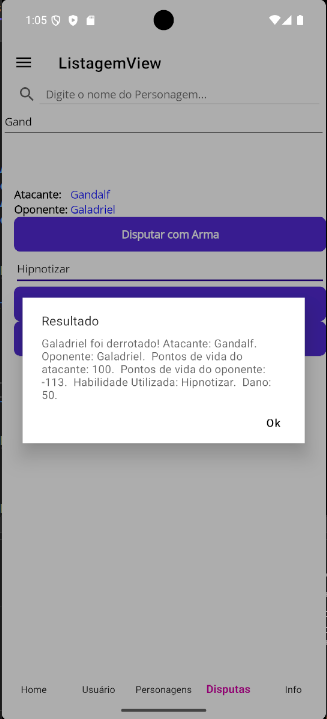 1:05
ListagemView
Digite o nome do Personagem...
Gand
Atacante: Gandalf
Oponente: Galadriel
Disputar com Arma
Hipnotizar
Resultado
Galadriel foi derrotado! Atacante: Gandalf.
Oponente: Galadriel. Pontos de vida do
atacante: 100. Pontos de vida do oponente:
-113. Habilidade Utilizada: Hipnotizar. Dano:
50.
Ok
Home Usuário Personagens Disputas Info